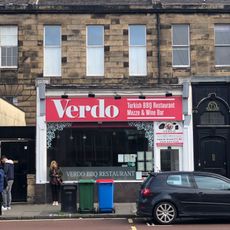 Verdo
Turkish BBQ Restaurant
Mezze & Wine Bar
VERDO BBQ RESTAURANT